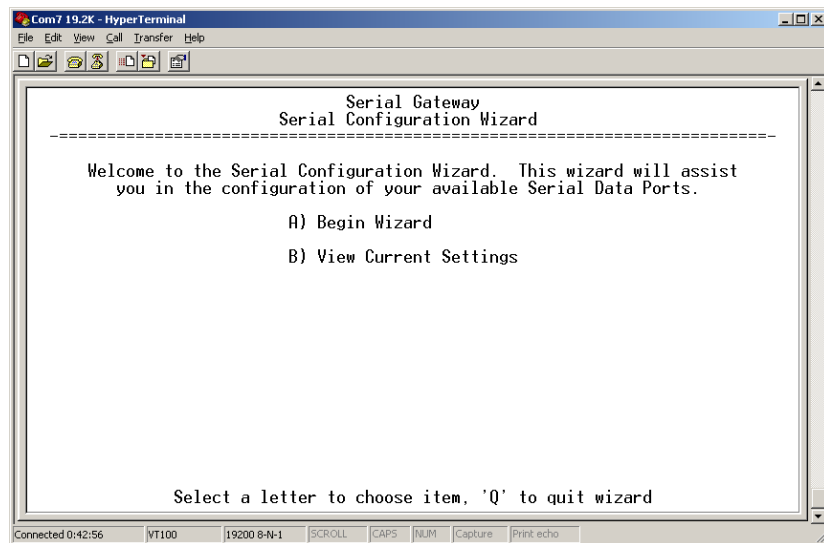 Com7 19.2K - HyperTerminal
File Edit View Call Transfer Help
Serial Gateway
Serial Configuration Wizard
-==========================================================================-
Welcome to the Serial Configuration Wizard. This wizard will assist
you in the configuration of your available Serial Data Ports.
A) Begin Wizard
B) View Current Settings
Select a letter to choose item, 'Q' to quit wizard
Connected 0:42:56 VT100 19200 8-N-1 SCROLL CAPS NUM Capture Print echo